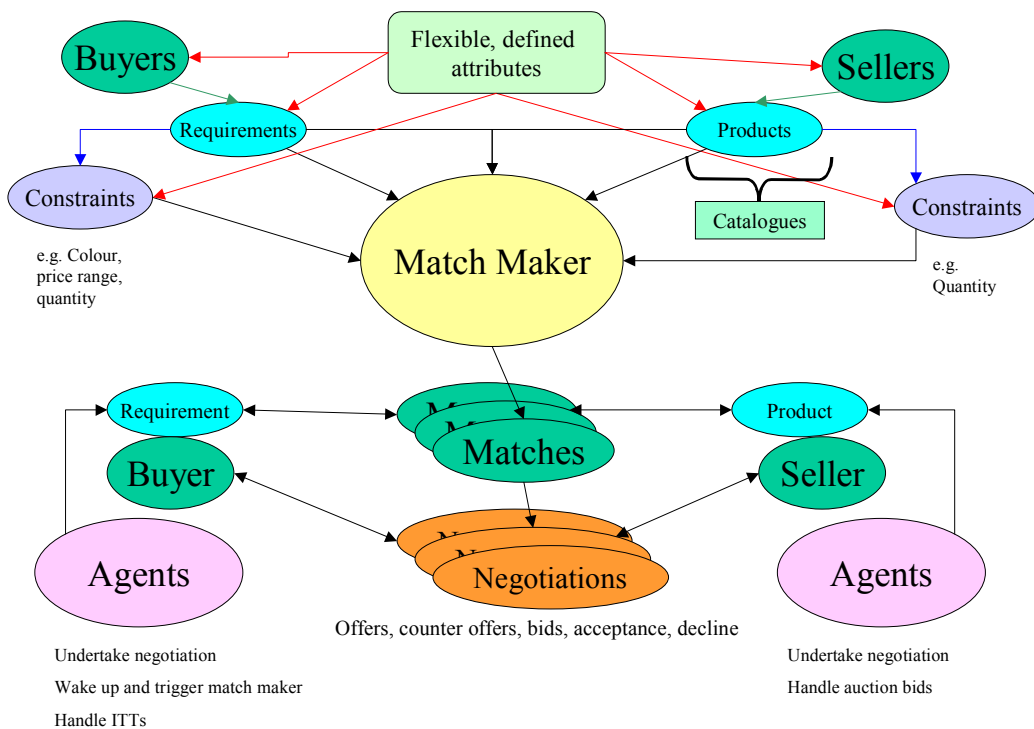 Buyers
Flexible, defined
attributes
Sellers
Requirements
Products
Constraints
Catalogues
Constraints
Match Maker
e.g. Colour,
price range,
quantity
e.g.
Quantity
Requirement
M
M
Matches
Product
Buyer
Seller
N
N
Negotiations
Agents
Agents
Offers, counter offers, bids, acceptance, decline
Undertake negotiation
Wake up and trigger match maker
Handle ITTs
Undertake negotiation
Handle auction bids